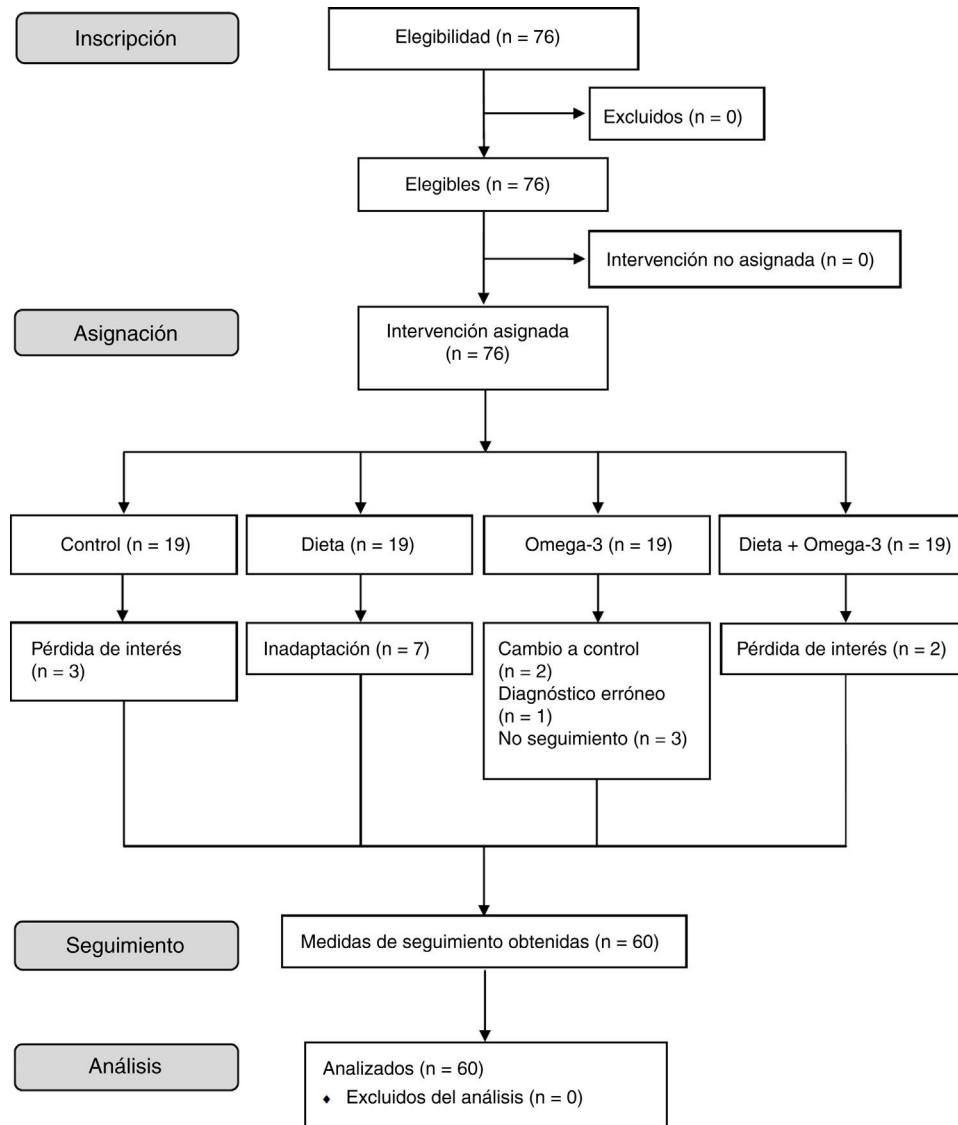 Inscripción
Elegibilidad (n = 76)
Excluidos (n = 0)
Elegibles (n = 76)
Intervención no asignada (n = 0)
Asignación
Intervención asignada
(n = 76)
Control (n = 19)
Dieta (n = 19)
Omega-3 (n = 19)
Dieta + Omega-3 (n = 19)
Pérdida de interés
(n = 3)
Inadaptación (n = 7)
Cambio a control
(n = 2)
Diagnóstico erróneo
(n = 1)
No seguimiento (n = 3)
Pérdida de interés (n = 2)
Seguimiento
Medidas de seguimiento obtenidas (n = 60)
Análisis
Analizados (n = 60)
♦ Excluidos del análisis (n = 0)